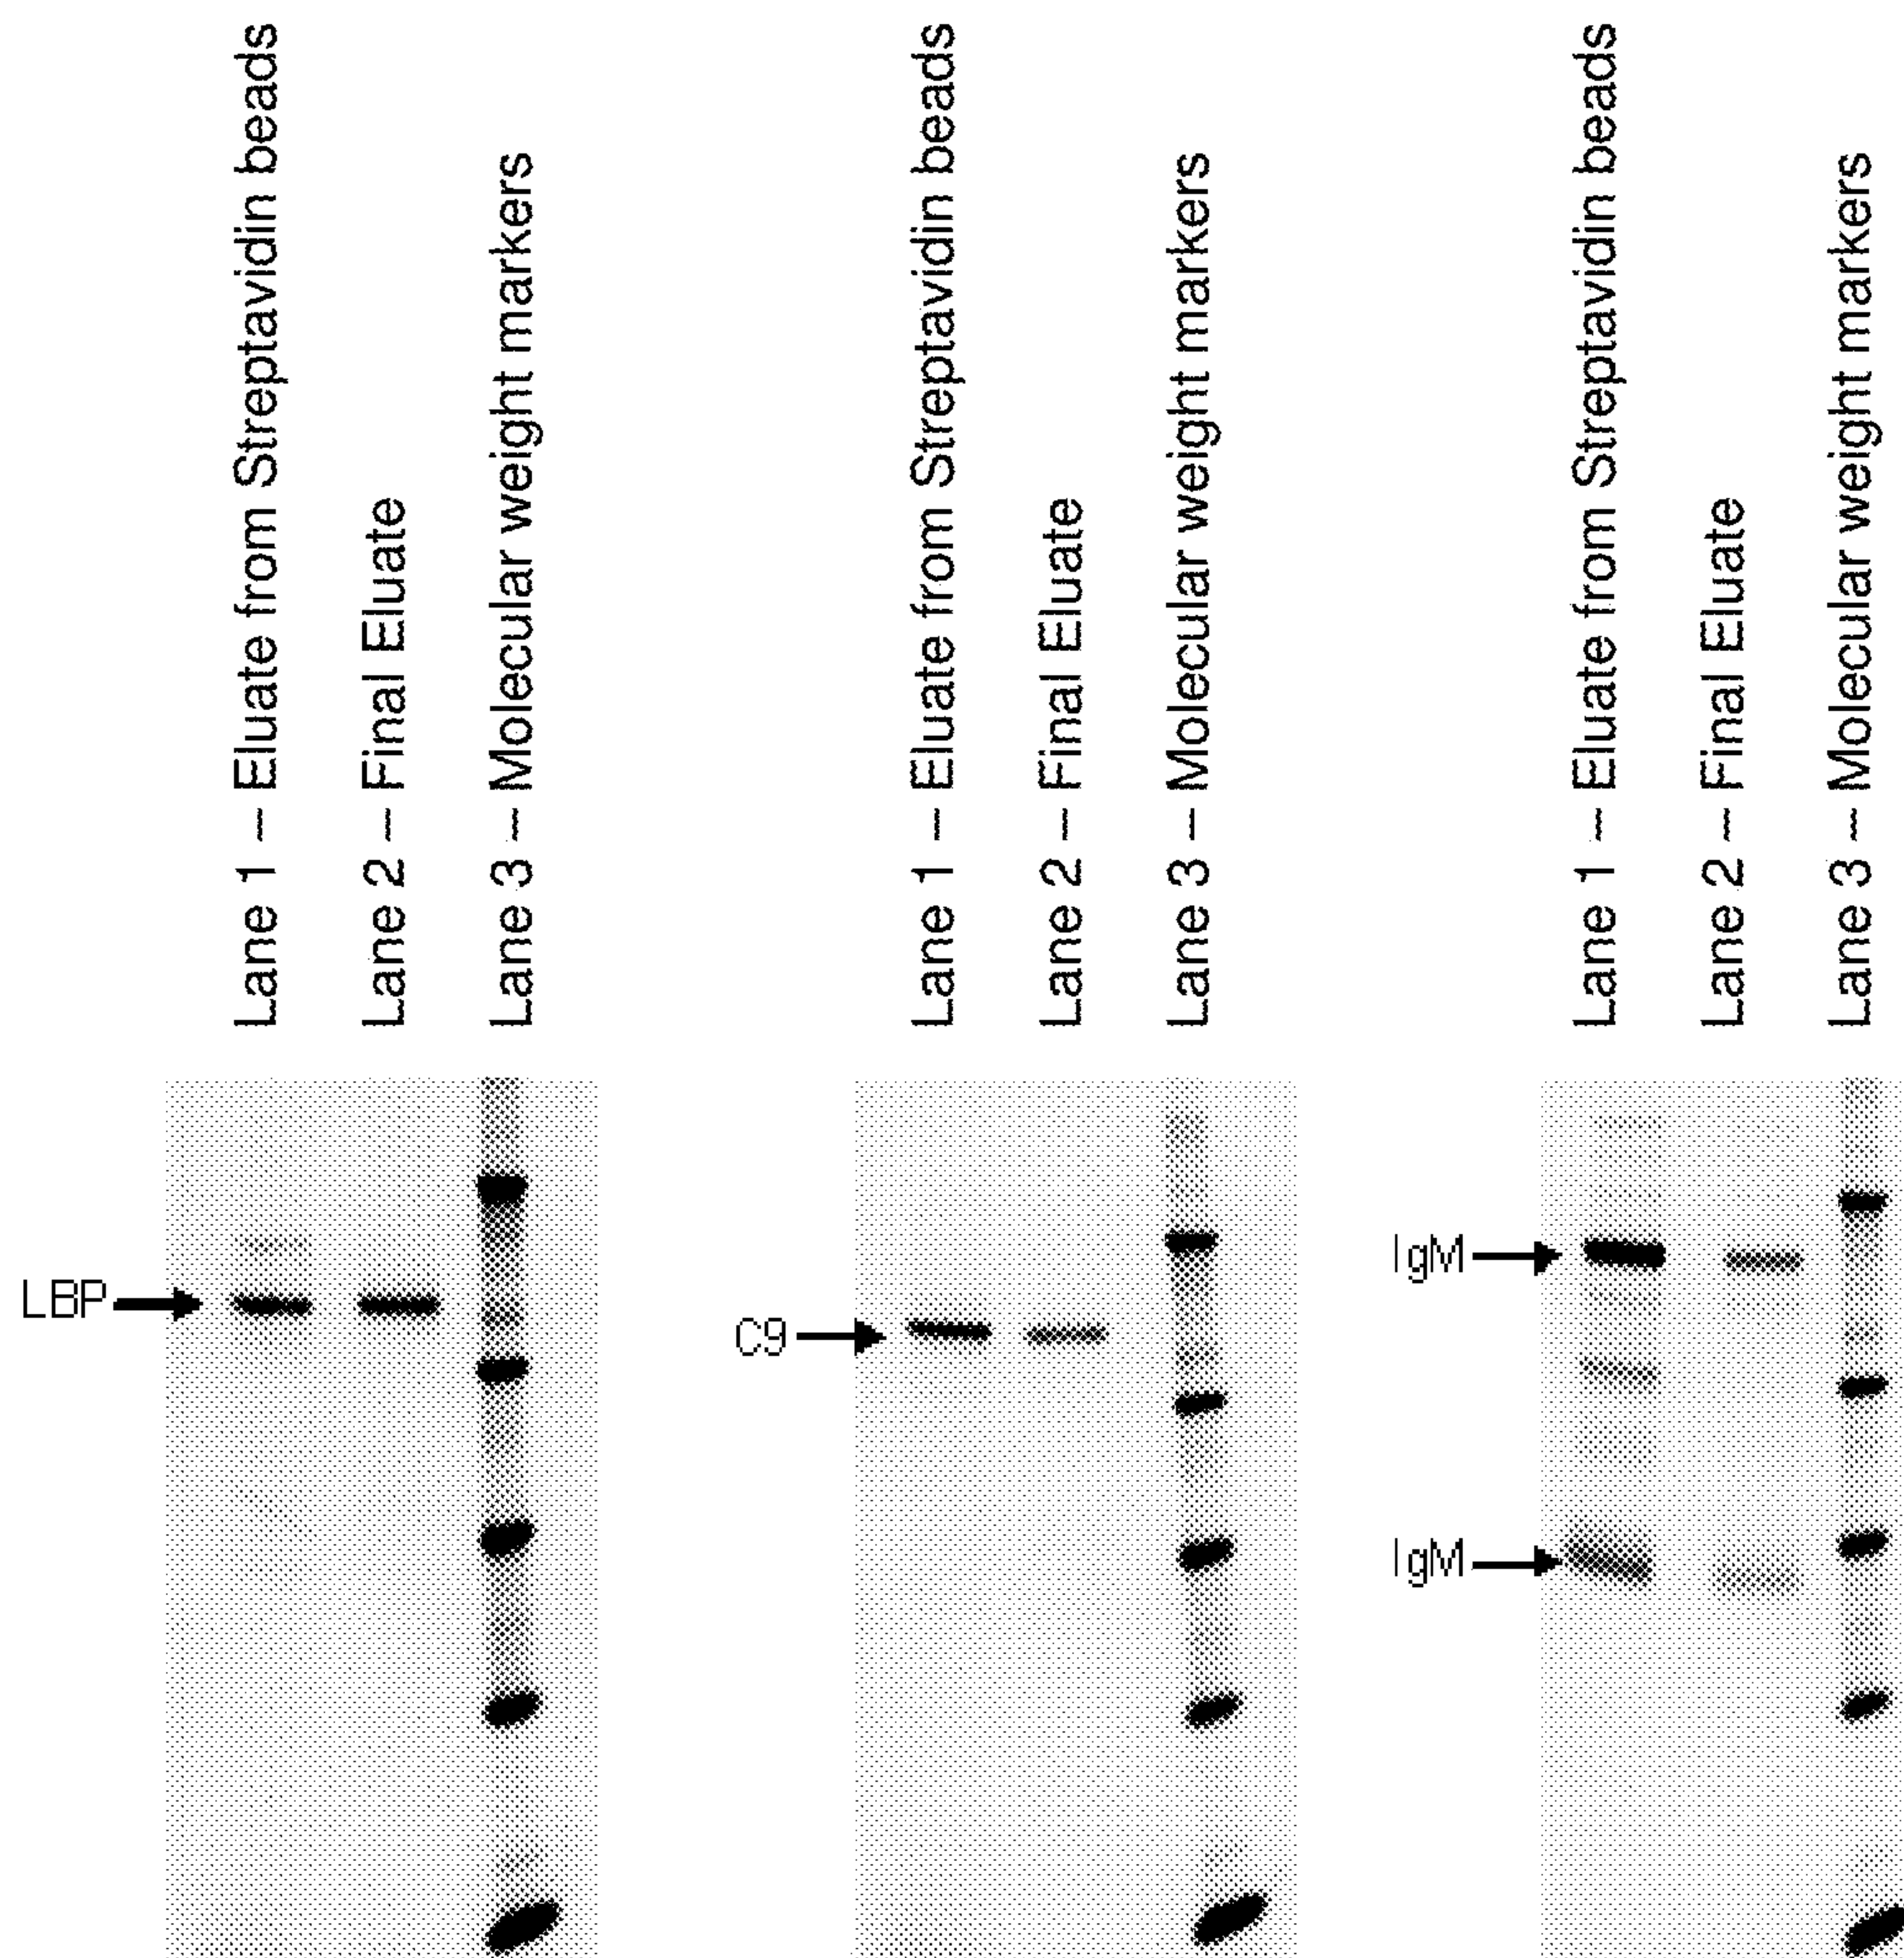 Lane 1 -- Eluate from Streptavidin beads
Lane 2 -- Final Eluate
Lane 3 -- Molecular weight markers
LBP
Lane 1 -- Eluate from Streptavidin beads
Lane 2 -- Final Eluate
Lane 3 -- Molecular weight markers
C9
Lane 1 -- Eluate from Streptavidin beads
Lane 2 -- Final Eluate
Lane 3 -- Molecular weight markers
IgM
IgM